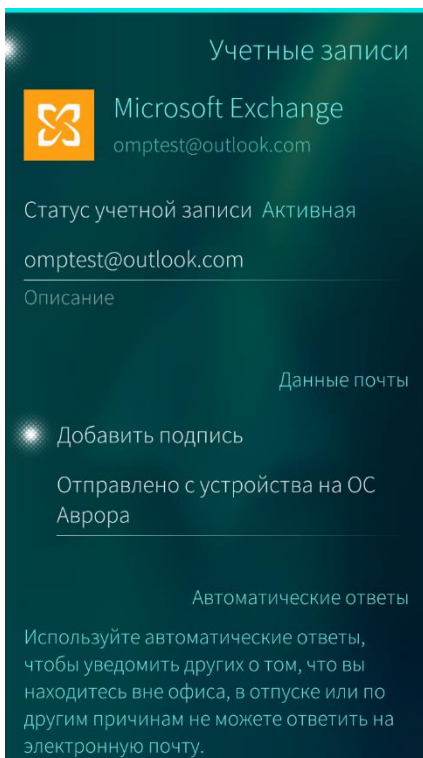 Учетные записи
Microsoft Exchange
omptest@outlook.com
Статус учетной записи Активная
omptest@outlook.com
Описание
Данные почты
Добавить подпись
Отправлено с устройства на ОС
Аврора
Автоматические ответы
Используйте автоматические ответы,
чтобы уведомить других о том, что вы
находитесь вне офиса, в отпуске или по
другим причинам не можете ответить на
электронную почту.